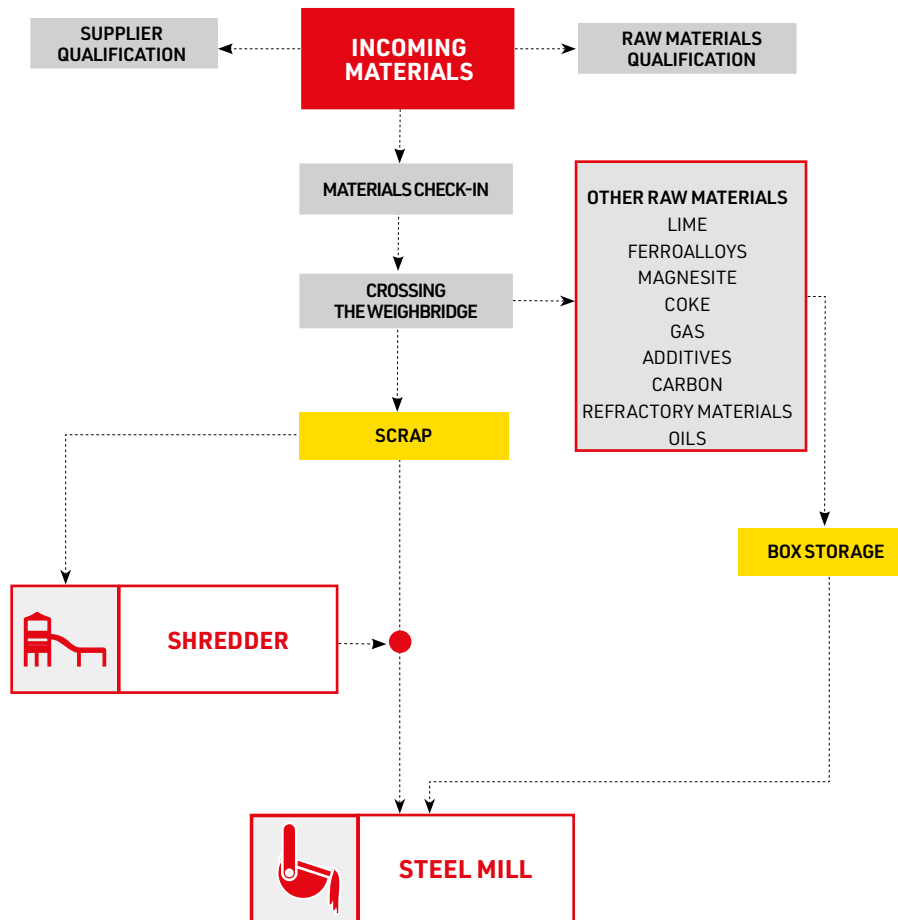 SUPPLIER
QUALIFICATION
INCOMING
MATERIALS
RAW MATERIALS
QUALIFICATION
MATERIALS CHECK-IN
CROSSING
THE WEIGHBRIDGE
OTHER RAW MATERIALS
LIME
FERROALLOYS
MAGNESITE
COKE
GAS
ADDITIVES
CARBON
REFRACTORY MATERIALS
OILS
SCRAP
BOX STORAGE
SHREDDER
STEEL MILL